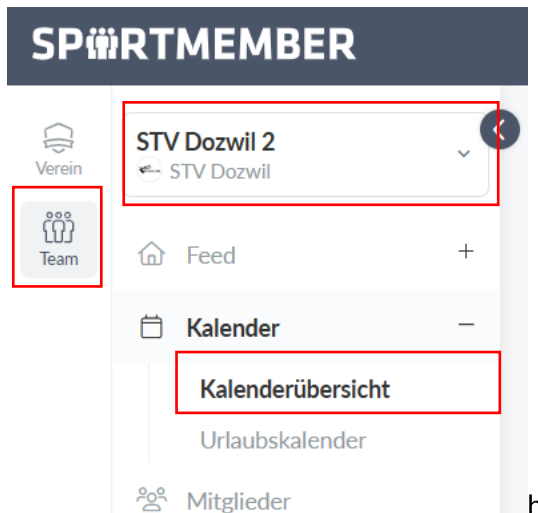 SPORTMEMBER
Verein
Team
STV Dozwil 2
STV Dozwil
Feed
Kalender
Kalenderübersicht
Urlaubskalender
Mitglieder